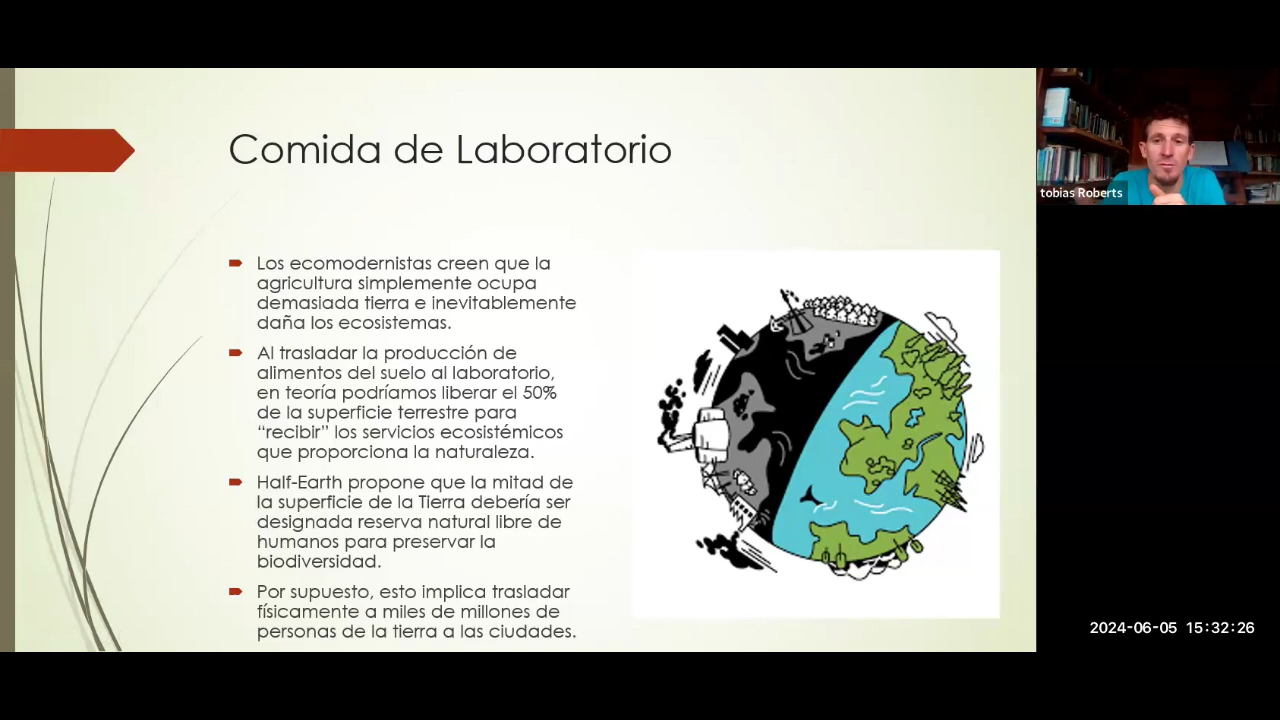 Comida de Laboratorio
Los ecomodernistas creen que la
agricultura simplemente ocupa
demasiada tierra e inevitablemente
daña los ecosistemas.
Al trasladar la producción de
alimentos del suelo al laboratorio,
en teoría podríamos liberar el 50%
de la superficie terrestre para
“recibir” los servicios ecosistémicos
que proporciona la naturaleza.
Half-Earth propone que la mitad de
la superficie de la Tierra debería ser
designada reserva natural libre de
humanos para preservar la
biodiversidad.
Por supuesto, esto implica trasladar
físicamente a miles de millones de
personas de la tierra a las ciudades.
tobias Roberts
2024-06-05 15:32:26